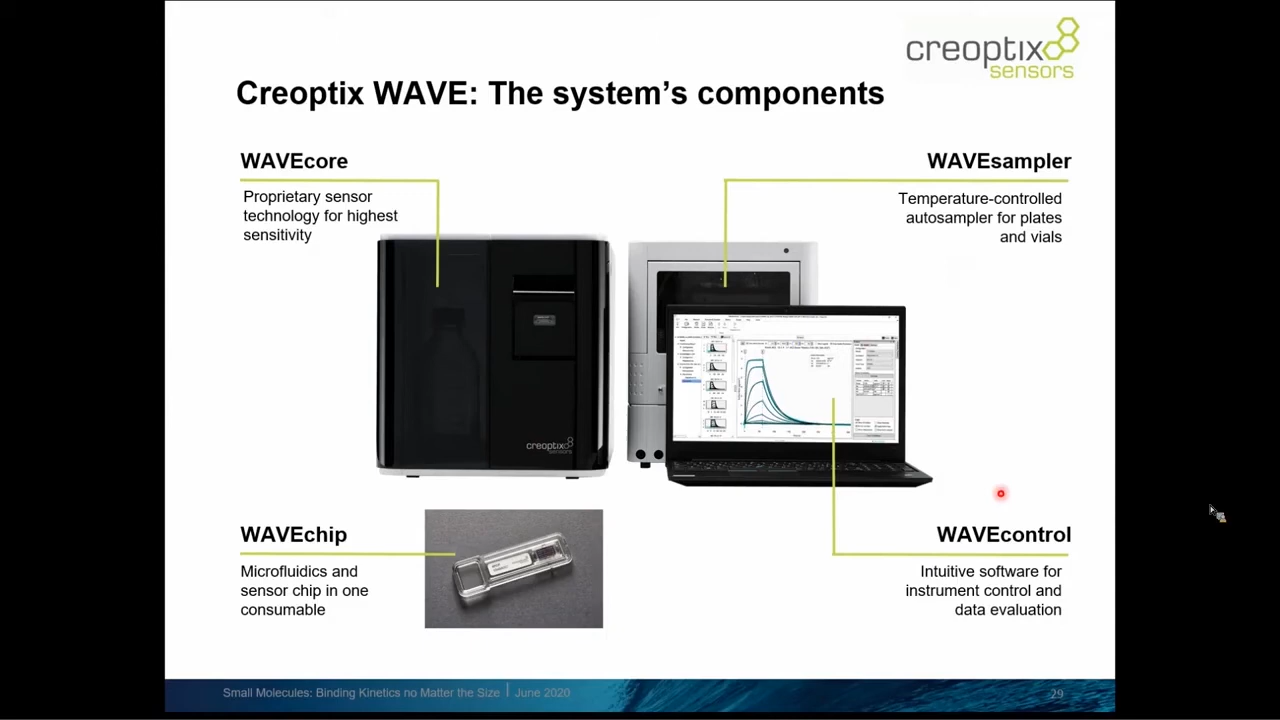 creoptix
sensors
Creoptix WAVE: The system's components
WAVEcore
Proprietary sensor
technology for highest
sensitivity
WAVEsampler
Temperature-controlled
autosampler for plates
and vials
creoptix
sensors
WAVEchip
Microfluidics and
sensor chip in one
consumable
WAVEcontrol
Intuitive software for
instrument control and
data evaluation
Small Molecules: Binding Kinetics no Matter the Size | June 2020
29